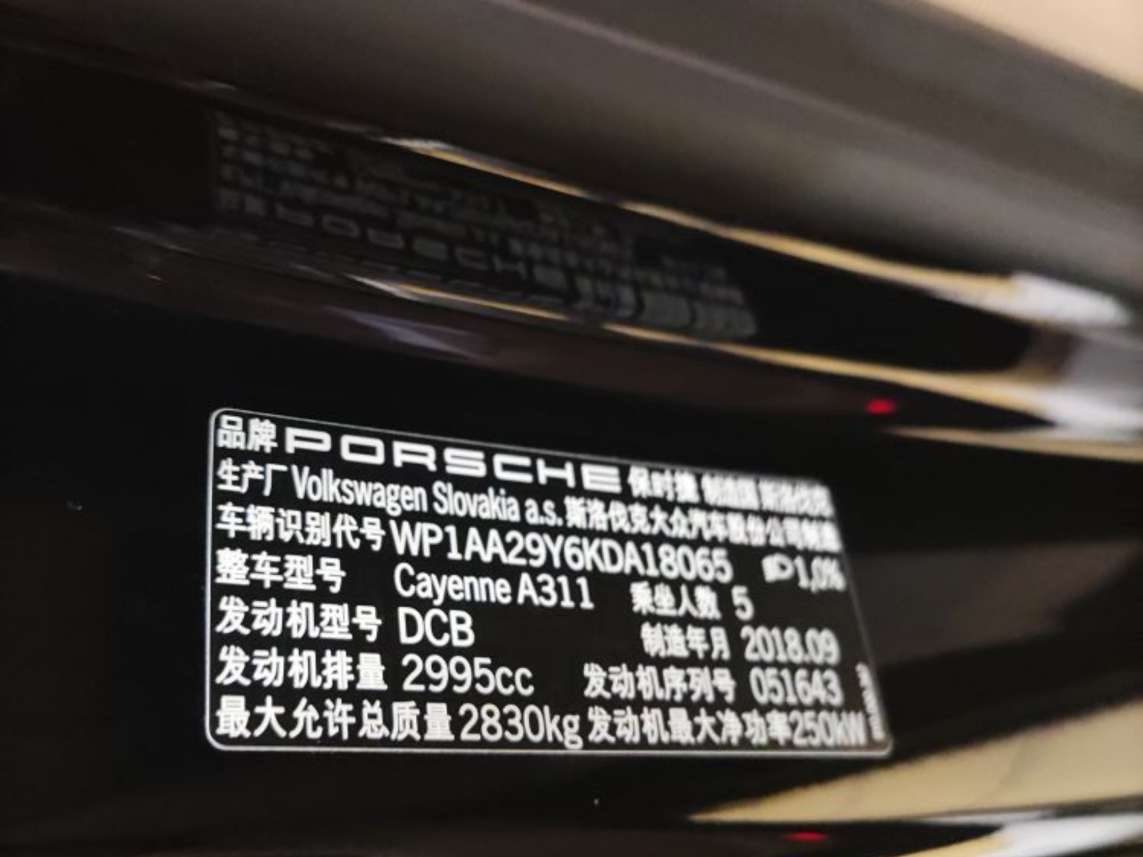 品牌 PORSCHE 保时捷 制造国 斯洛伐克
生产厂 Volkswagen Slovakia a.s. 斯洛伐克大众汽车股份公司制造
车辆识别代号 WP1AA29Y6KDA18065 1,0%
整车型号 Cayenne A311 乘坐人数 5
发动机型号 DCB 制造年月 2018.09
发动机排量 2995cc 发动机序列号 051643
最大允许总质量 2830kg 发动机最大净功率 250kW